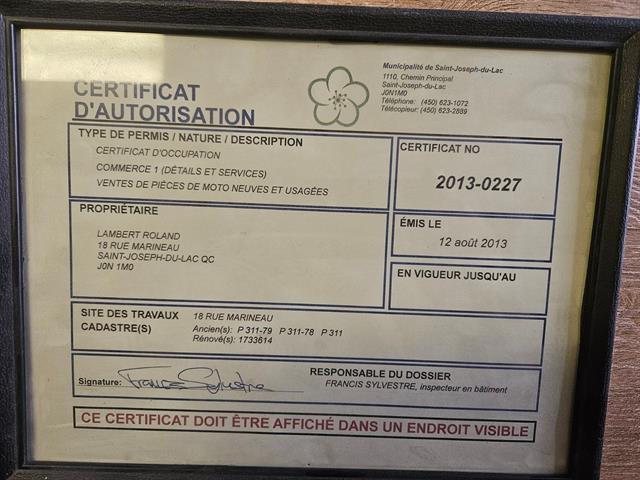 Municipalité de Saint-Joseph-du-Lac
1110, Chemin Principal
Saint-Joseph-du-Lac
J0N1M0
Téléphone: (450) 623-1072
Télécopieur: (450) 623-2889
CERTIFICAT
D'AUTORISATION
TYPE DE PERMIS / NATURE / DESCRIPTION
CERTIFICAT D'OCCUPATION
COMMERCE 1 (DÉTAILS ET SERVICES)
VENTES DE PIÈCES DE MOTO NEUVES ET USAGÉES
CERTIFICAT NO
2013-0227
PROPRIÉTAIRE
LAMBERT ROLAND
18 RUE MARINEAU
SAINT-JOSEPH-DU-LAC QC
J0N 1M0
ÉMIS LE
12 août 2013
EN VIGUEUR JUSQU'AU
SITE DES TRAVAUX 18 RUE MARINEAU
CADASTRE(S) Ancien(s): P 311-79 P 311-78 P 311
Rénové(s): 1733614
RESPONSABLE DU DOSSIER
Signature: Francis Sylvestre FRANCIS SYLVESTRE, inspecteur en bâtiment
CE CERTIFICAT DOIT ÊTRE AFFICHÉ DANS UN ENDROIT VISIBLE